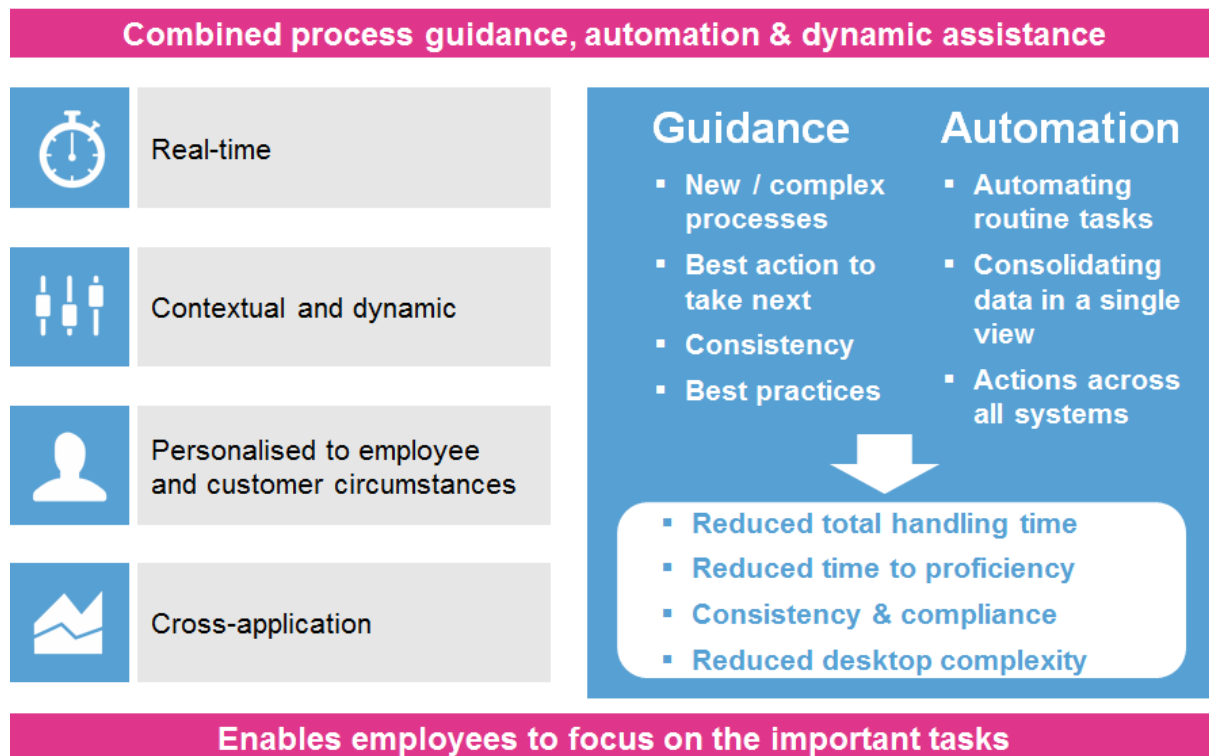 Combined process guidance, automation & dynamic assistance
Real-time
Contextual and dynamic
Personalised to employee
and customer circumstances
Cross-application
Guidance
▪ New / complex
processes
▪ Best action to
take next
▪ Consistency
▪ Best practices
Automation
▪ Automating
routine tasks
▪ Consolidating
data in a single
view
▪ Actions across
all systems
▪ Reduced total handling time
▪ Reduced time to proficiency
▪ Consistency & compliance
▪ Reduced desktop complexity
Enables employees to focus on the important tasks